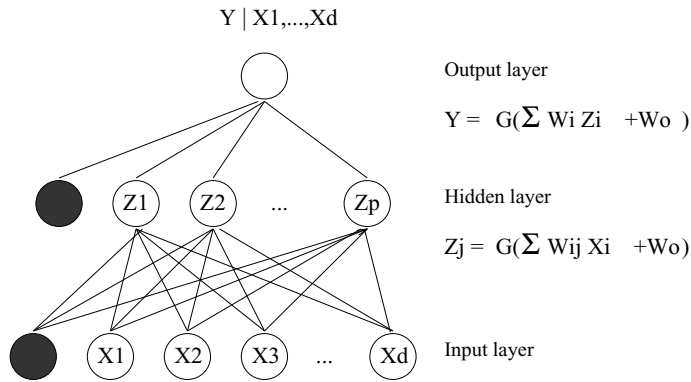 Y | X1,...,Xd
Output layer
Y = G(Σ Wi Zi +Wo )
Z1 Z2 ... Zp
Hidden layer
Zj = G(Σ Wij Xi +Wo)
X1 X2 X3 ... Xd
Input layer